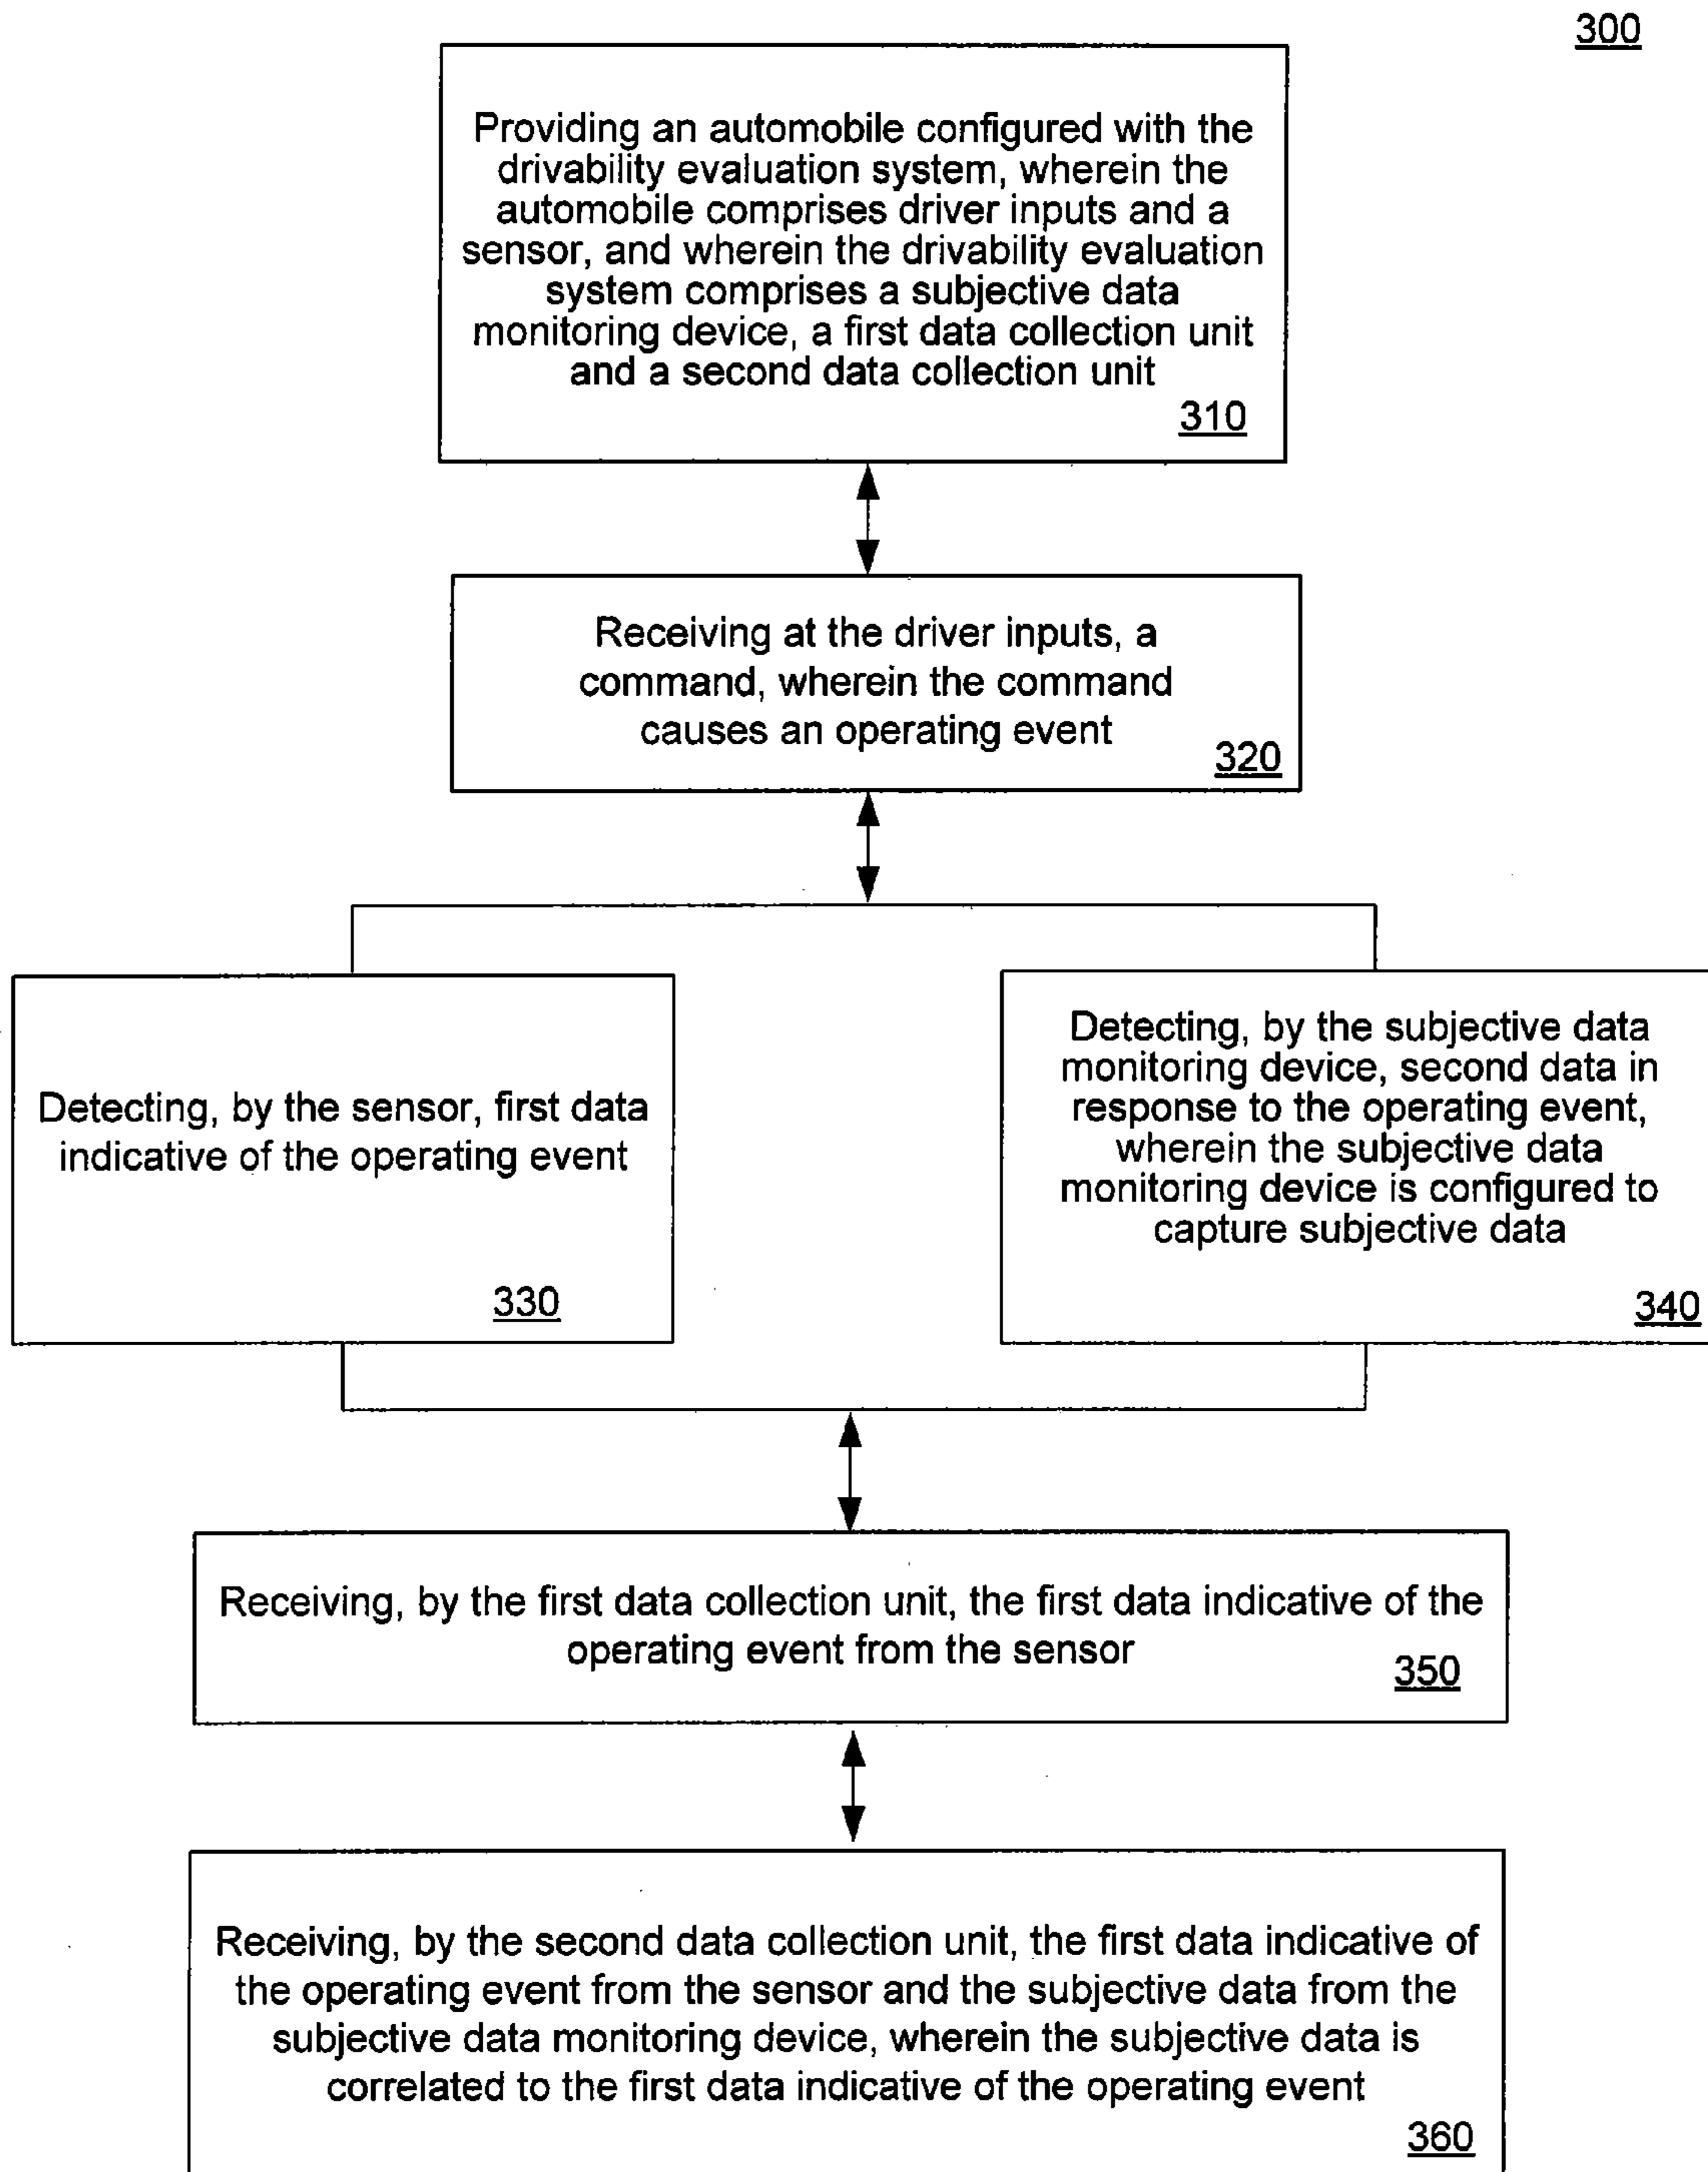 300
Providing an automobile configured with the
drivability evaluation system, wherein the
automobile comprises driver inputs and a
sensor, and wherein the drivability evaluation
system comprises a subjective data
monitoring device, a first data collection unit
and a second data collection unit
310
Receiving at the driver inputs, a
command, wherein the command
causes an operating event
320
Detecting, by the sensor, first data
indicative of the operating event
330
Detecting, by the subjective data
monitoring device, second data in
response to the operating event,
wherein the subjective data
monitoring device is configured to
capture subjective data
340
Receiving, by the first data collection unit, the first data indicative of the
operating event from the sensor
350
Receiving, by the second data collection unit, the first data indicative of
the operating event from the sensor and the subjective data from the
subjective data monitoring device, wherein the subjective data is
correlated to the first data indicative of the operating event
360